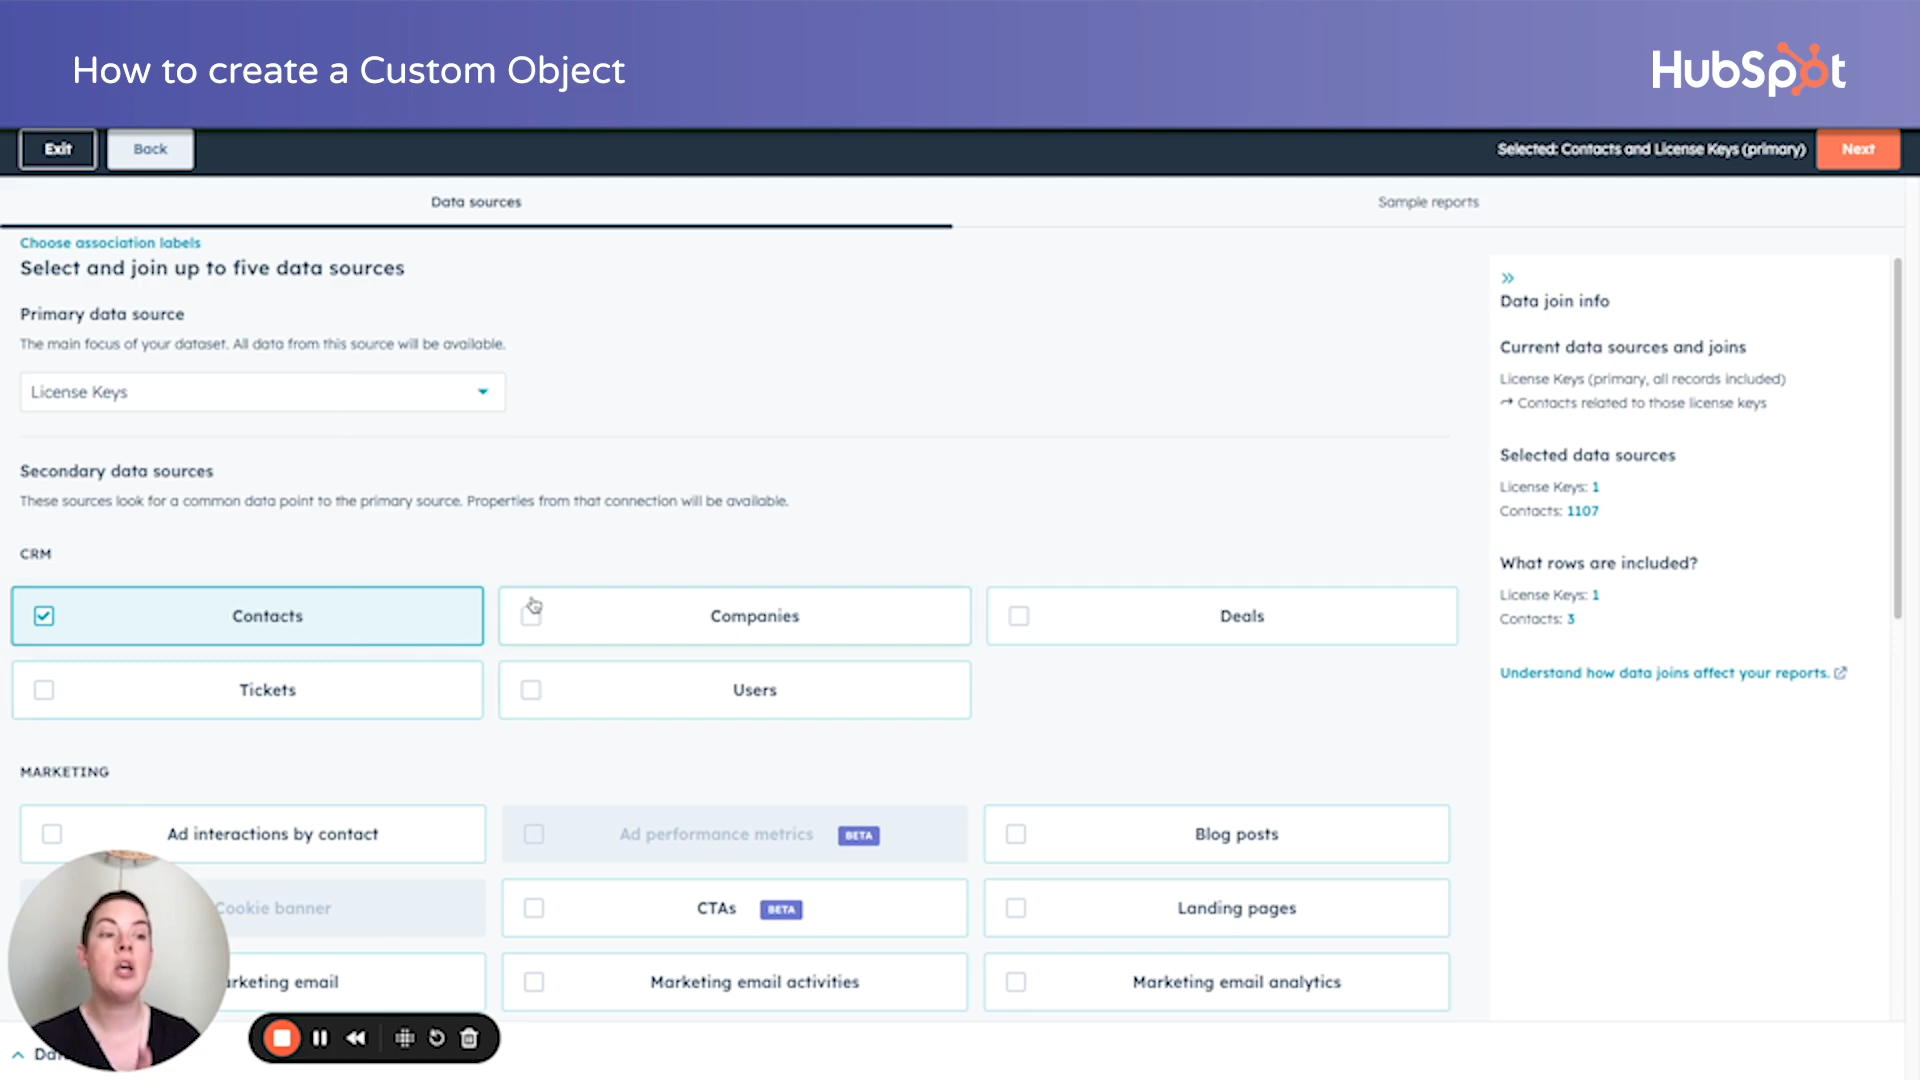 How to create a Custom Object
HubSpot
Exit
Back
Selected: Contacts and License Keys (primary)
Next
Data sources
Sample reports
Choose association labels
Select and join up to five data sources
Primary data source
The main focus of your dataset. All data from this source will be available.
License Keys
Secondary data sources
These sources look for a common data point to the primary source. Properties from that connection will be available.
CRM
Contacts
Companies
Deals
Tickets
Users
MARKETING
Ad interactions by contact
Ad performance metrics BETA
Blog posts
Cookie banner
CTAs BETA
Landing pages
email
Marketing email activities
Marketing email analytics
Data join info
Current data sources and joins
License Keys (primary, all records included)
Contacts related to those license keys
Selected data sources
License Keys: 1
Contacts: 1107
What rows are included?
License Keys: 1
Contacts: 3
Understand how data joins affect your reports.